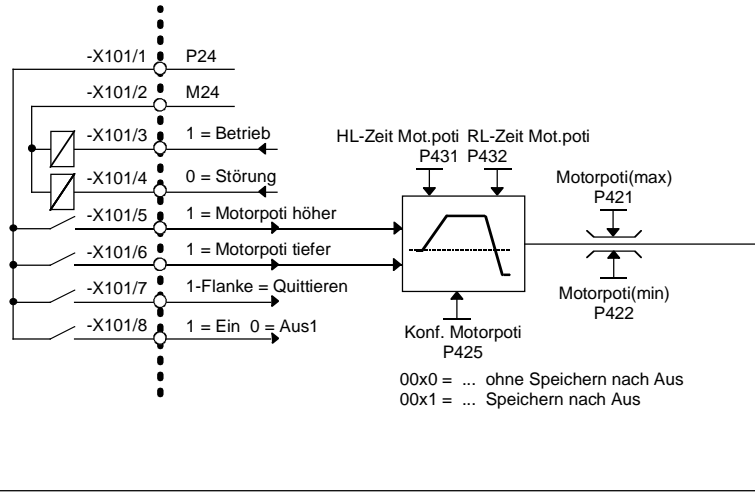 -X101/1 P24
-X101/2 M24
-X101/3 1 = Betrieb
-X101/4 0 = Störung
-X101/5 1 = Motorpoti höher
-X101/6 1 = Motorpoti tiefer
-X101/7 1-Flanke = Quittieren
-X101/8 1 = Ein 0 = Aus1
HL-Zeit Mot.poti RL-Zeit Mot.poti
P431 P432
Motorpoti(max)
P421
Motorpoti(min)
P422
Konf. Motorpoti
P425
00x0 = ... ohne Speichern nach Aus
00x1 = ... Speichern nach Aus